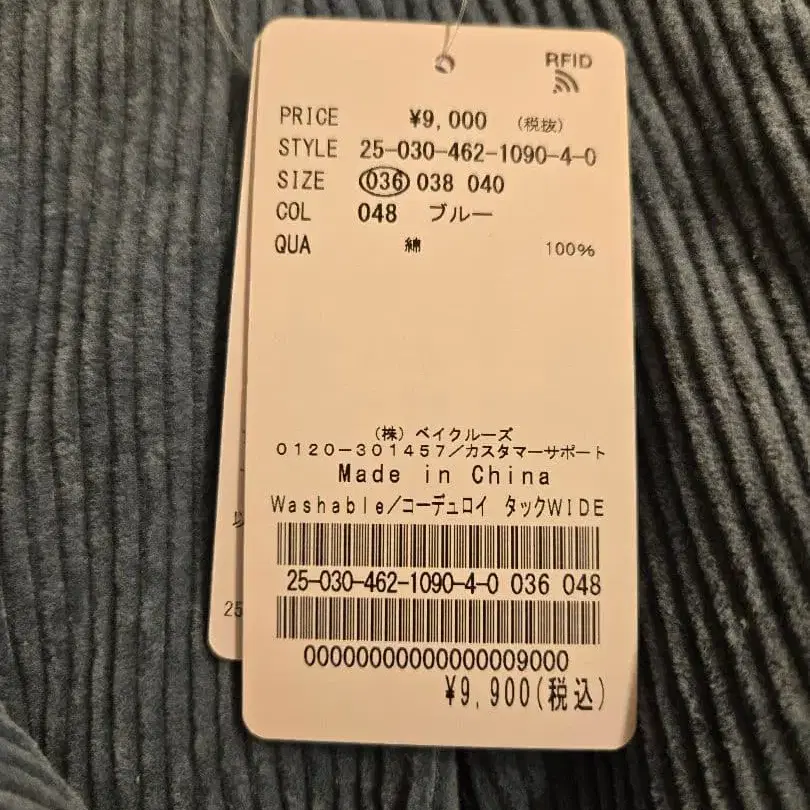 RFID
PRICE ¥9,000 (税抜)
STYLE 25-030-462-1090-4-0
SIZE 036 038 040
COL 048 ブルー
QUA 綿 100%
(株) ベイクルーズ
0120-301457/カスタマーサポート
Made in China
Washable/コーデュロイ タックWIDE
25-030-462-1090-4-0 036 048
00000000000000009000
¥9,900(税込)
以
25